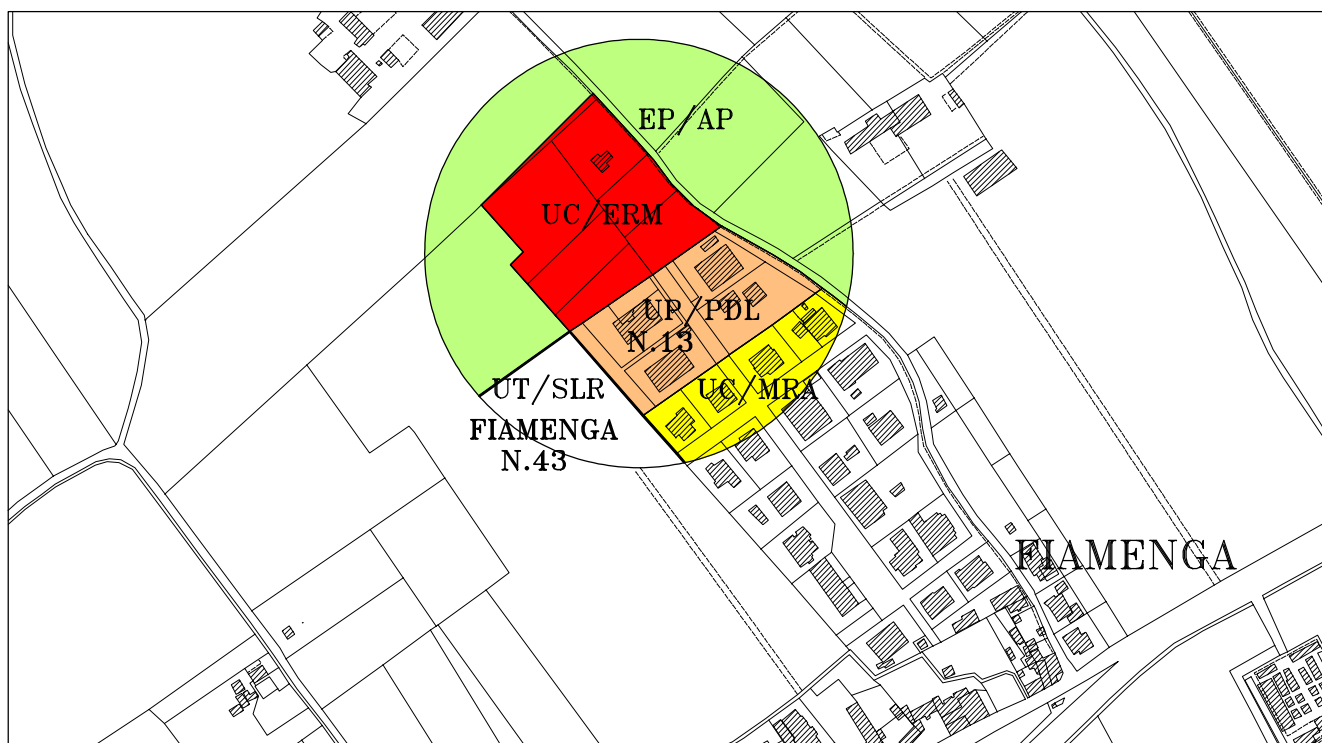 EP/AP
UC/ERM
UP/PDL
N.13
UT/SLR
UC/MRA
FIAMENGA
N.43
FIAMENGA